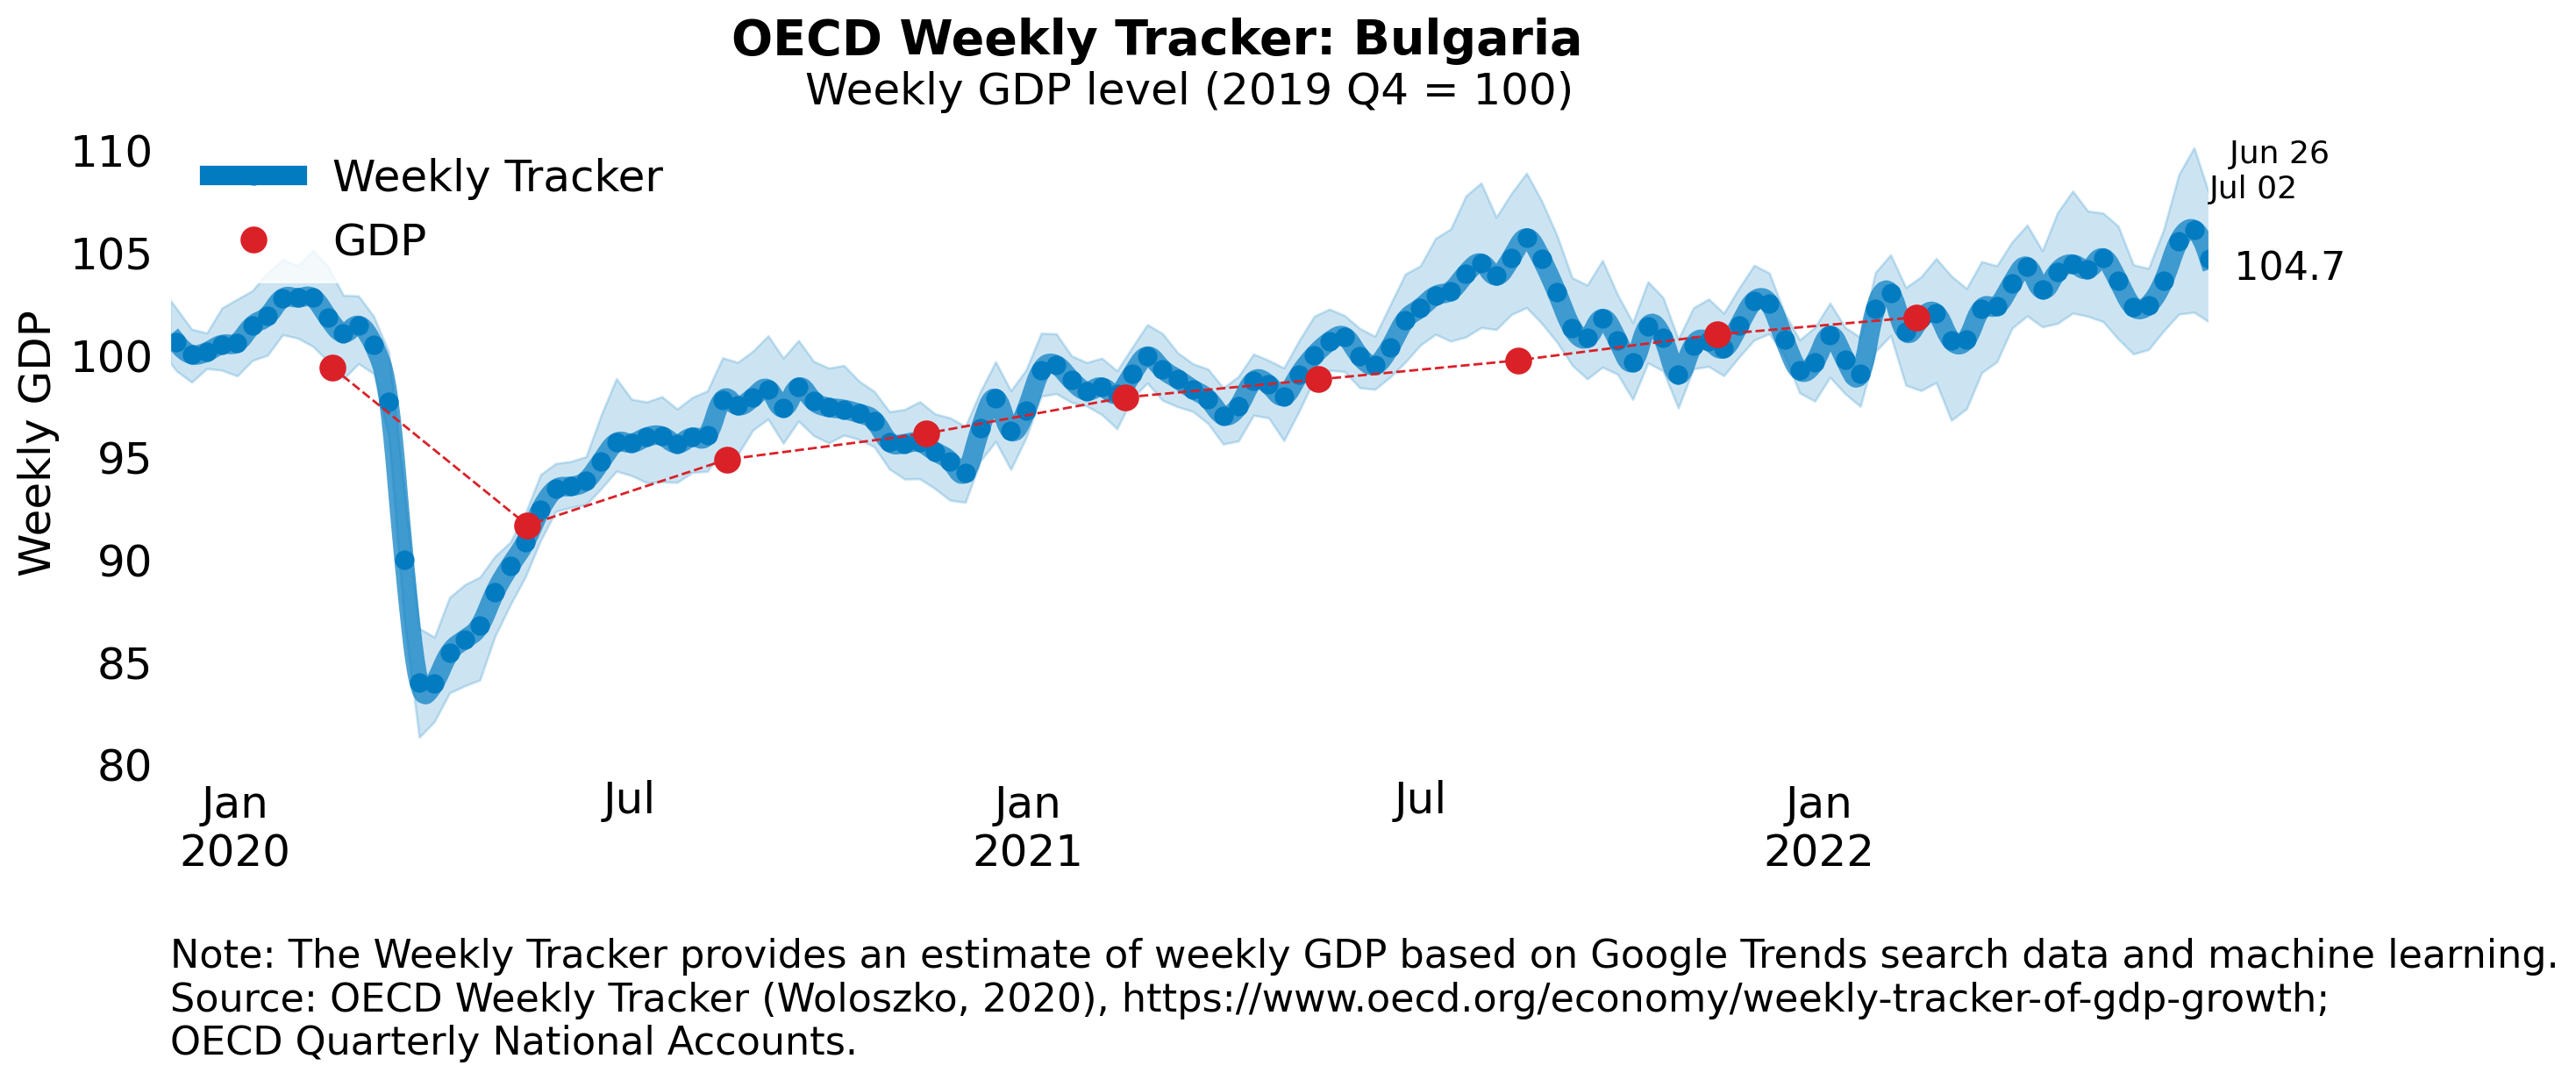 OECD Weekly Tracker: Bulgaria
Weekly GDP level (2019 Q4 = 100)
Weekly Tracker
GDP
Jun 26
Jul 02
104.7
Weekly GDP
110
105
100
95
90
85
80
Jan
2020
Jul
Jan
2021
Jul
Jan
2022
Note: The Weekly Tracker provides an estimate of weekly GDP based on Google Trends search data and machine learning.
Source: OECD Weekly Tracker (Woloszko, 2020), https://www.oecd.org/economy/weekly-tracker-of-gdp-growth;
OECD Quarterly National Accounts.